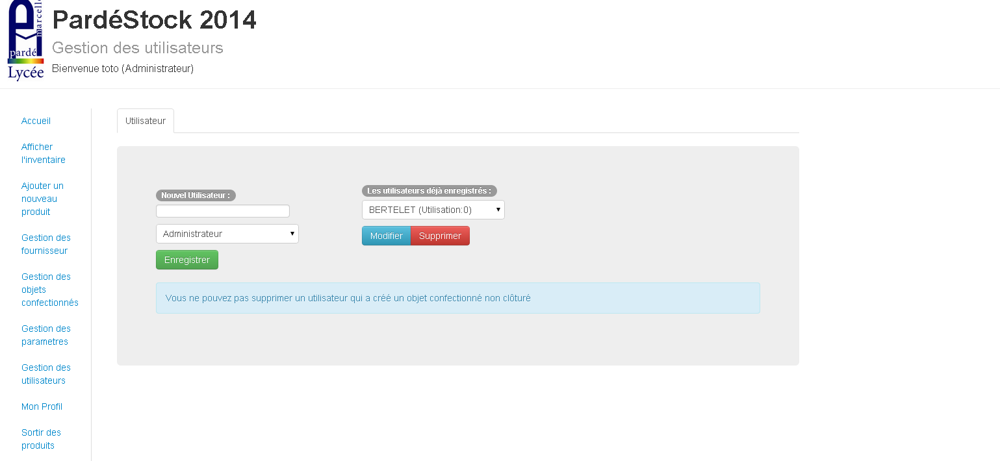 marcelle
pardé
Lycée
PardéStock 2014
Gestion des utilisateurs
Bienvenue toto (Administrateur)
Accueil
Afficher
l'inventaire
Ajouter un
nouveau
produit
Gestion des
fournisseur
Gestion des
objets
confectionnés
Gestion des
parametres
Gestion des
utilisateurs
Mon Profil
Sortir des
produits
Utilisateur
Nouvel Utilisateur :
Administrateur
Enregistrer
Les utilisateurs déjà enregistrés :
BERTELET (Utilisation:0)
Modifier Supprimer
Vous ne pouvez pas supprimer un utilisateur qui a créé un objet confectionné non clôturé